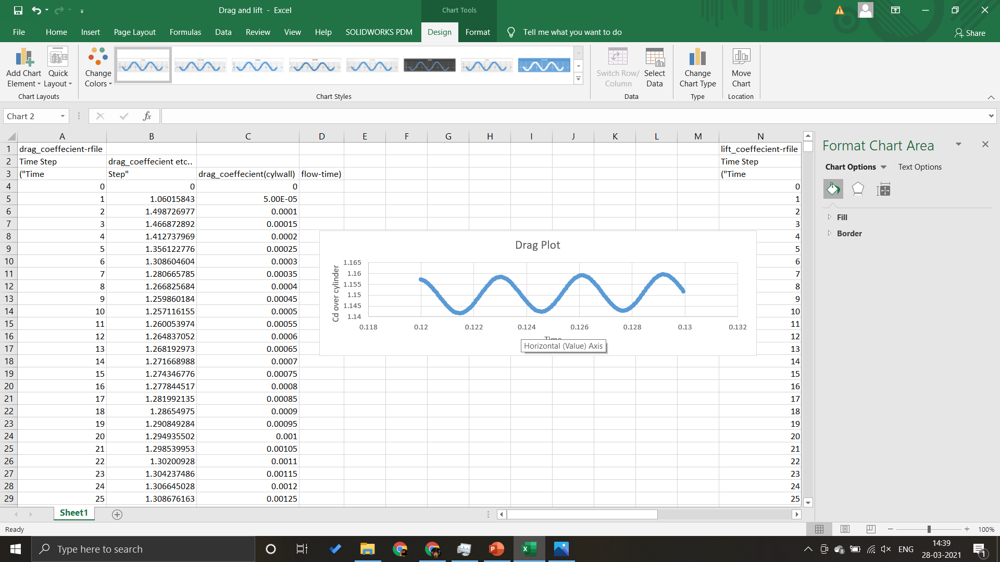 Drag and lift - Excel
Chart Tools
File Home Insert Page Layout Formulas Data Review View Help SOLIDWORKS PDM Design Format Tell me what you want to do Share
Add Chart Element
Quick Layout
Change Colors
Switch Row/ Column
Select Data
Change Chart Type
Move Chart
Chart Layouts Chart Styles Data Type Location
Chart 2 fx
A B C D E F G H I J K L M N
1 drag_coeffecient-rfile lift_coeffecient-rfile
2 Time Step drag_coeffecient etc.. Time Step
3 ("Time Step" drag_coeffecient(cylwall) flow-time) ("Time
4 0 0 0 0
5 1 1.06015843 5.00E-05 1
6 2 1.498726977 0.0001 2
7 3 1.466872892 0.00015 3
8 4 1.412737969 0.0002 4
9 5 1.356122776 0.00025 5
10 6 1.308604604 0.0003 6
11 7 1.280665785 0.00035 7
12 8 1.266825684 0.0004 8
13 9 1.259860184 0.00045 9
14 10 1.257116155 0.0005 10
15 11 1.260053974 0.00055 11
16 12 1.264837052 0.0006 12
17 13 1.268192973 0.00065 13
18 14 1.271668988 0.0007 14
19 15 1.274346776 0.00075 15
20 16 1.277844517 0.0008 16
21 17 1.281992135 0.00085 17
22 18 1.28654975 0.0009 18
23 19 1.290849284 0.00095 19
24 20 1.294935502 0.001 20
25 21 1.298539953 0.00105 21
26 22 1.30200928 0.0011 22
27 23 1.304237486 0.00115 23
28 24 1.306645028 0.0012 24
29 25 1.308676163 0.00125 25
Drag Plot
Cd over cylinder
1.165
1.16
1.155
1.15
1.145
1.14
0.118 0.12 0.122 0.124 0.126 0.128 0.13 0.132
Time
Horizontal (Value) Axis
Format Chart Area
Chart Options Text Options
Fill
Border
Sheet1
Ready 100%
Type here to search
ENG
14:39
28-03-2021
1